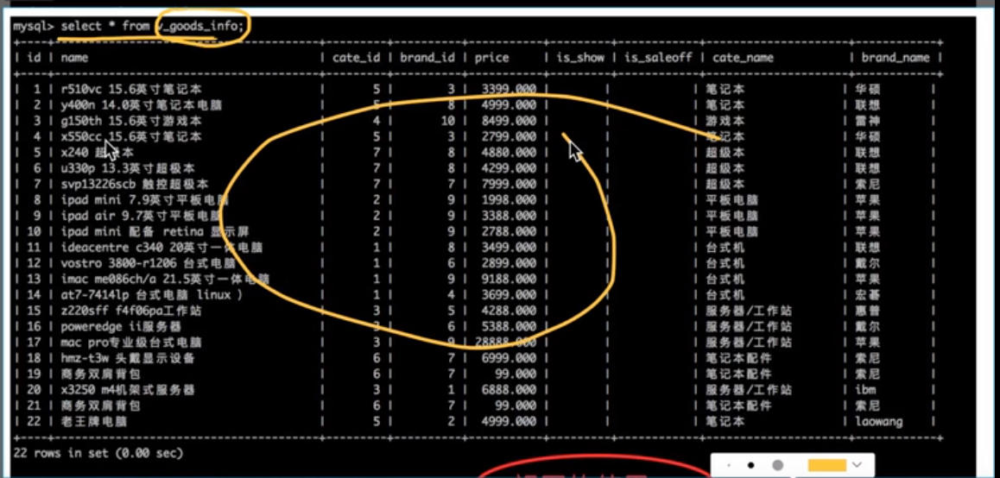 mysql> select * from v_goods_info;
| id | name | cate_id | brand_id | price | is_show | is_saleoff | cate_name | brand_name |
| 1 | r510vc 15.6英寸笔记本 | 5 | 3 | 3399.000 | | | 笔记本 | 华硕 |
| 2 | y400n 14.0英寸笔记本电脑 | 5 | 8 | 4999.000 | | | 笔记本 | 联想 |
| 3 | g150th 15.6英寸游戏本 | 4 | 10 | 8499.000 | | | 游戏本 | 雷神 |
| 4 | x550cc 15.6英寸笔记本 | 5 | 3 | 2799.000 | | | 笔记本 | 华硕 |
| 5 | x240 超极本 | 7 | 8 | 4880.000 | | | 超级本 | 联想 |
| 6 | u330p 13.3英寸超极本 | 7 | 8 | 4299.000 | | | 超级本 | 联想 |
| 7 | svp13226scb 触控超极本 | 7 | 7 | 7999.000 | | | 超级本 | 索尼 |
| 8 | ipad mini 7.9英寸平板电脑 | 2 | 9 | 1998.000 | | | 平板电脑 | 苹果 |
| 9 | ipad air 9.7英寸平板电脑 | 2 | 9 | 3388.000 | | | 平板电脑 | 苹果 |
| 10 | ipad mini 配备 retina 显示屏 | 2 | 9 | 2788.000 | | | 平板电脑 | 苹果 |
| 11 | ideacentre c340 20英寸一体电脑 | 1 | 8 | 3499.000 | | | 台式机 | 联想 |
| 12 | vostro 3800-r1206 台式电脑 | 1 | 6 | 2899.000 | | | 台式机 | 戴尔 |
| 13 | imac me086ch/a 21.5英寸一体电脑 | 1 | 9 | 9188.000 | | | 台式机 | 苹果 |
| 14 | at7-7414lp 台式电脑 linux ) | 1 | 4 | 3699.000 | | | 台式机 | 宏碁 |
| 15 | z220sff f4f06pa工作站 | 3 | 5 | 4288.000 | | | 服务器/工作站 | 惠普 |
| 16 | poweredge ii服务器 | 3 | 6 | 5388.000 | | | 服务器/工作站 | 戴尔 |
| 17 | mac pro专业级台式电脑 | 3 | 9 | 28888.000 | | | 服务器/工作站 | 苹果 |
| 18 | hmz-t3w 头戴显示设备 | 6 | 7 | 6999.000 | | | 笔记本配件 | 索尼 |
| 19 | 商务双肩背包 | 6 | 7 | 99.000 | | | 笔记本配件 | 索尼 |
| 20 | x3250 m4机架式服务器 | 3 | 1 | 6888.000 | | | 服务器/工作站 | ibm |
| 21 | 商务双肩背包 | 6 | 7 | 99.000 | | | 笔记本配件 | 索尼 |
| 22 | 老王牌电脑 | 5 | 2 | 4999.000 | | | 笔记本 | laowang |
22 rows in set (0.00 sec)